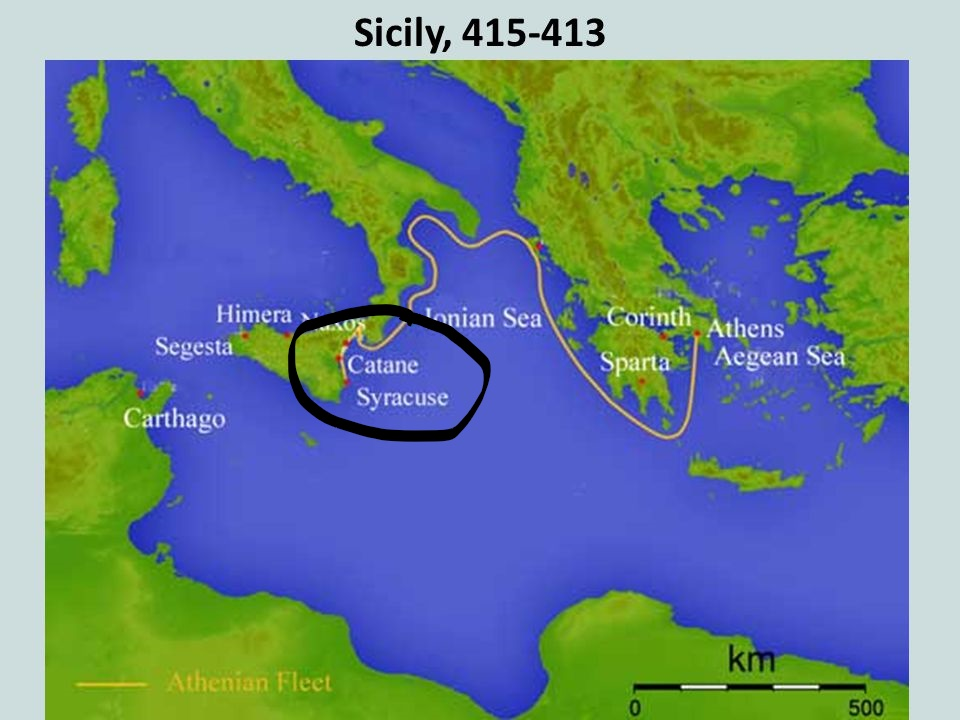 Sicily, 415-413
Himera
Naxos
Ionian Sea
Corinth
Athens
Segesta
Catane
Sparta
Aegean Sea
Syracuse
Carthago
km
Athenian Fleet
0
500